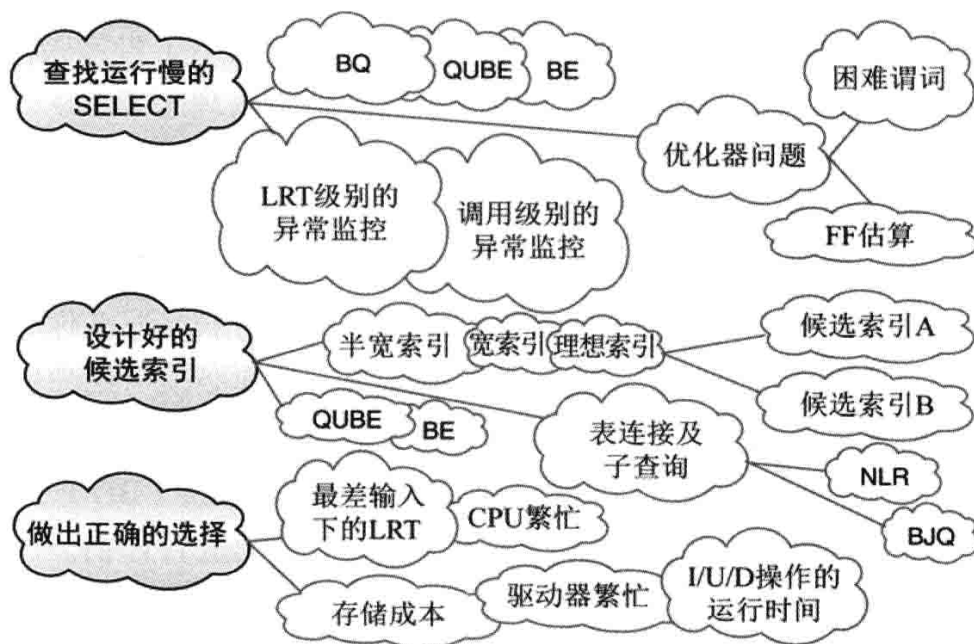 查找运行慢的
SELECT
BQ
QUBE
BE
困难谓词
优化器问题
FF估算
LRT级别的
异常监控
调用级别的
异常监控
设计好的
候选索引
半宽索引
宽索引
理想索引
候选索引A
候选索引B
QUBE
BE
表连接及
子查询
NLR
BJQ
做出正确的选择
最差输入
下的LRT
CPU繁忙
存储成本
驱动器繁忙
I/U/D操作的
运行时间